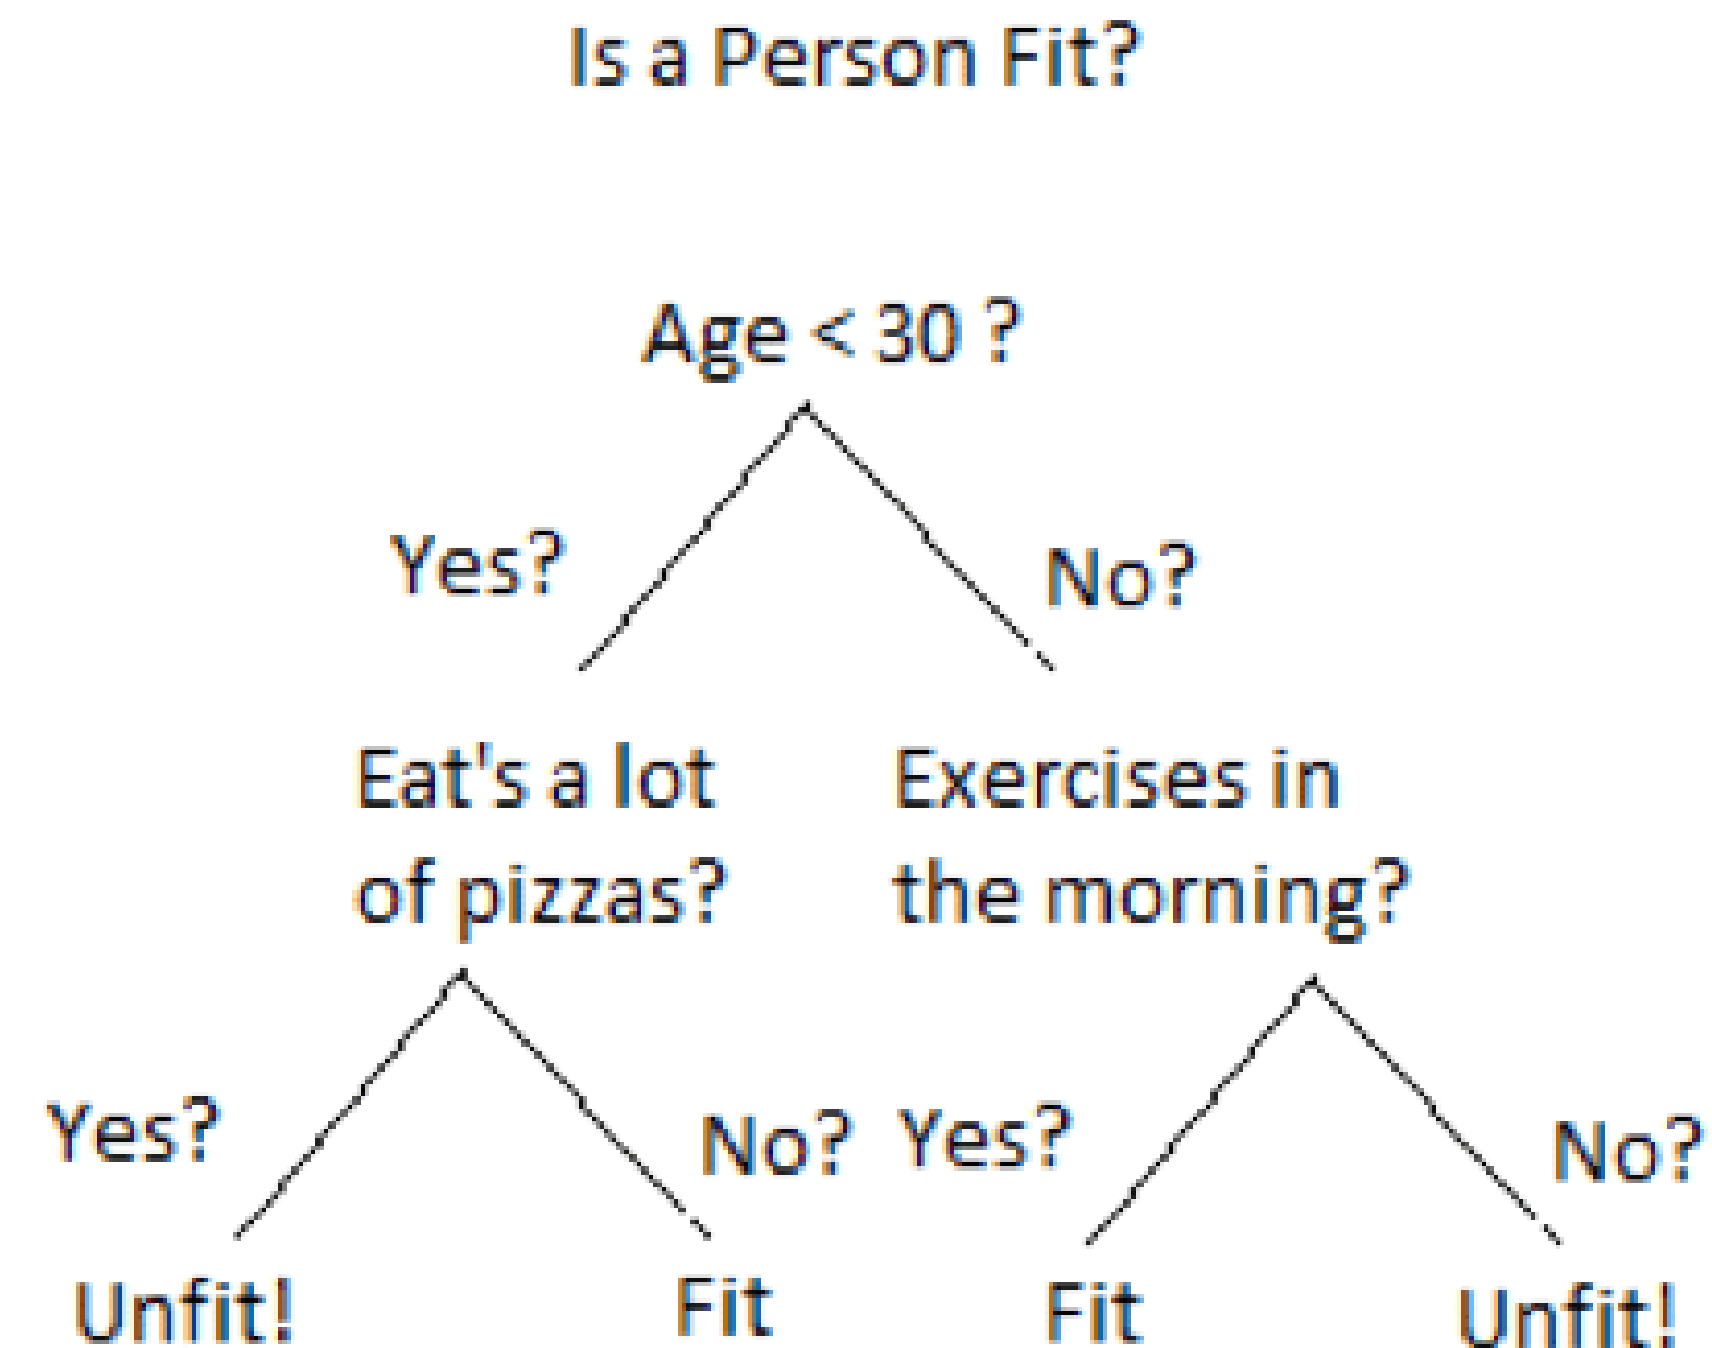 Is a Person Fit?
Age < 30 ?
Yes?
No?
Eat's a lot
of pizzas?
Exercises in
the morning?
Yes?
No?
Yes?
No?
Unfit!
Fit
Fit
Unfit!